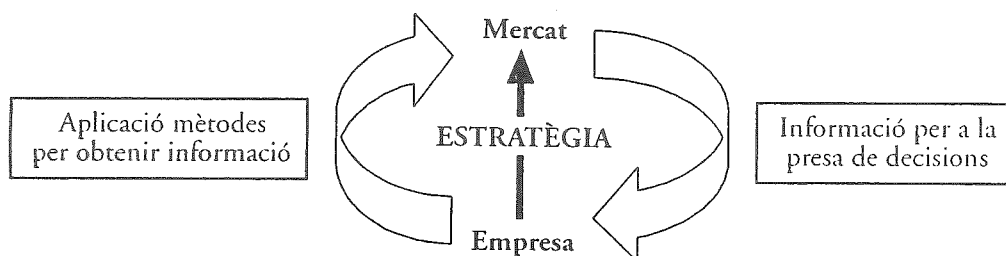 Mercat
Aplicació mètodes
per obtenir informació
ESTRATÈGIA
Informació per a la
presa de decisions
Empresa